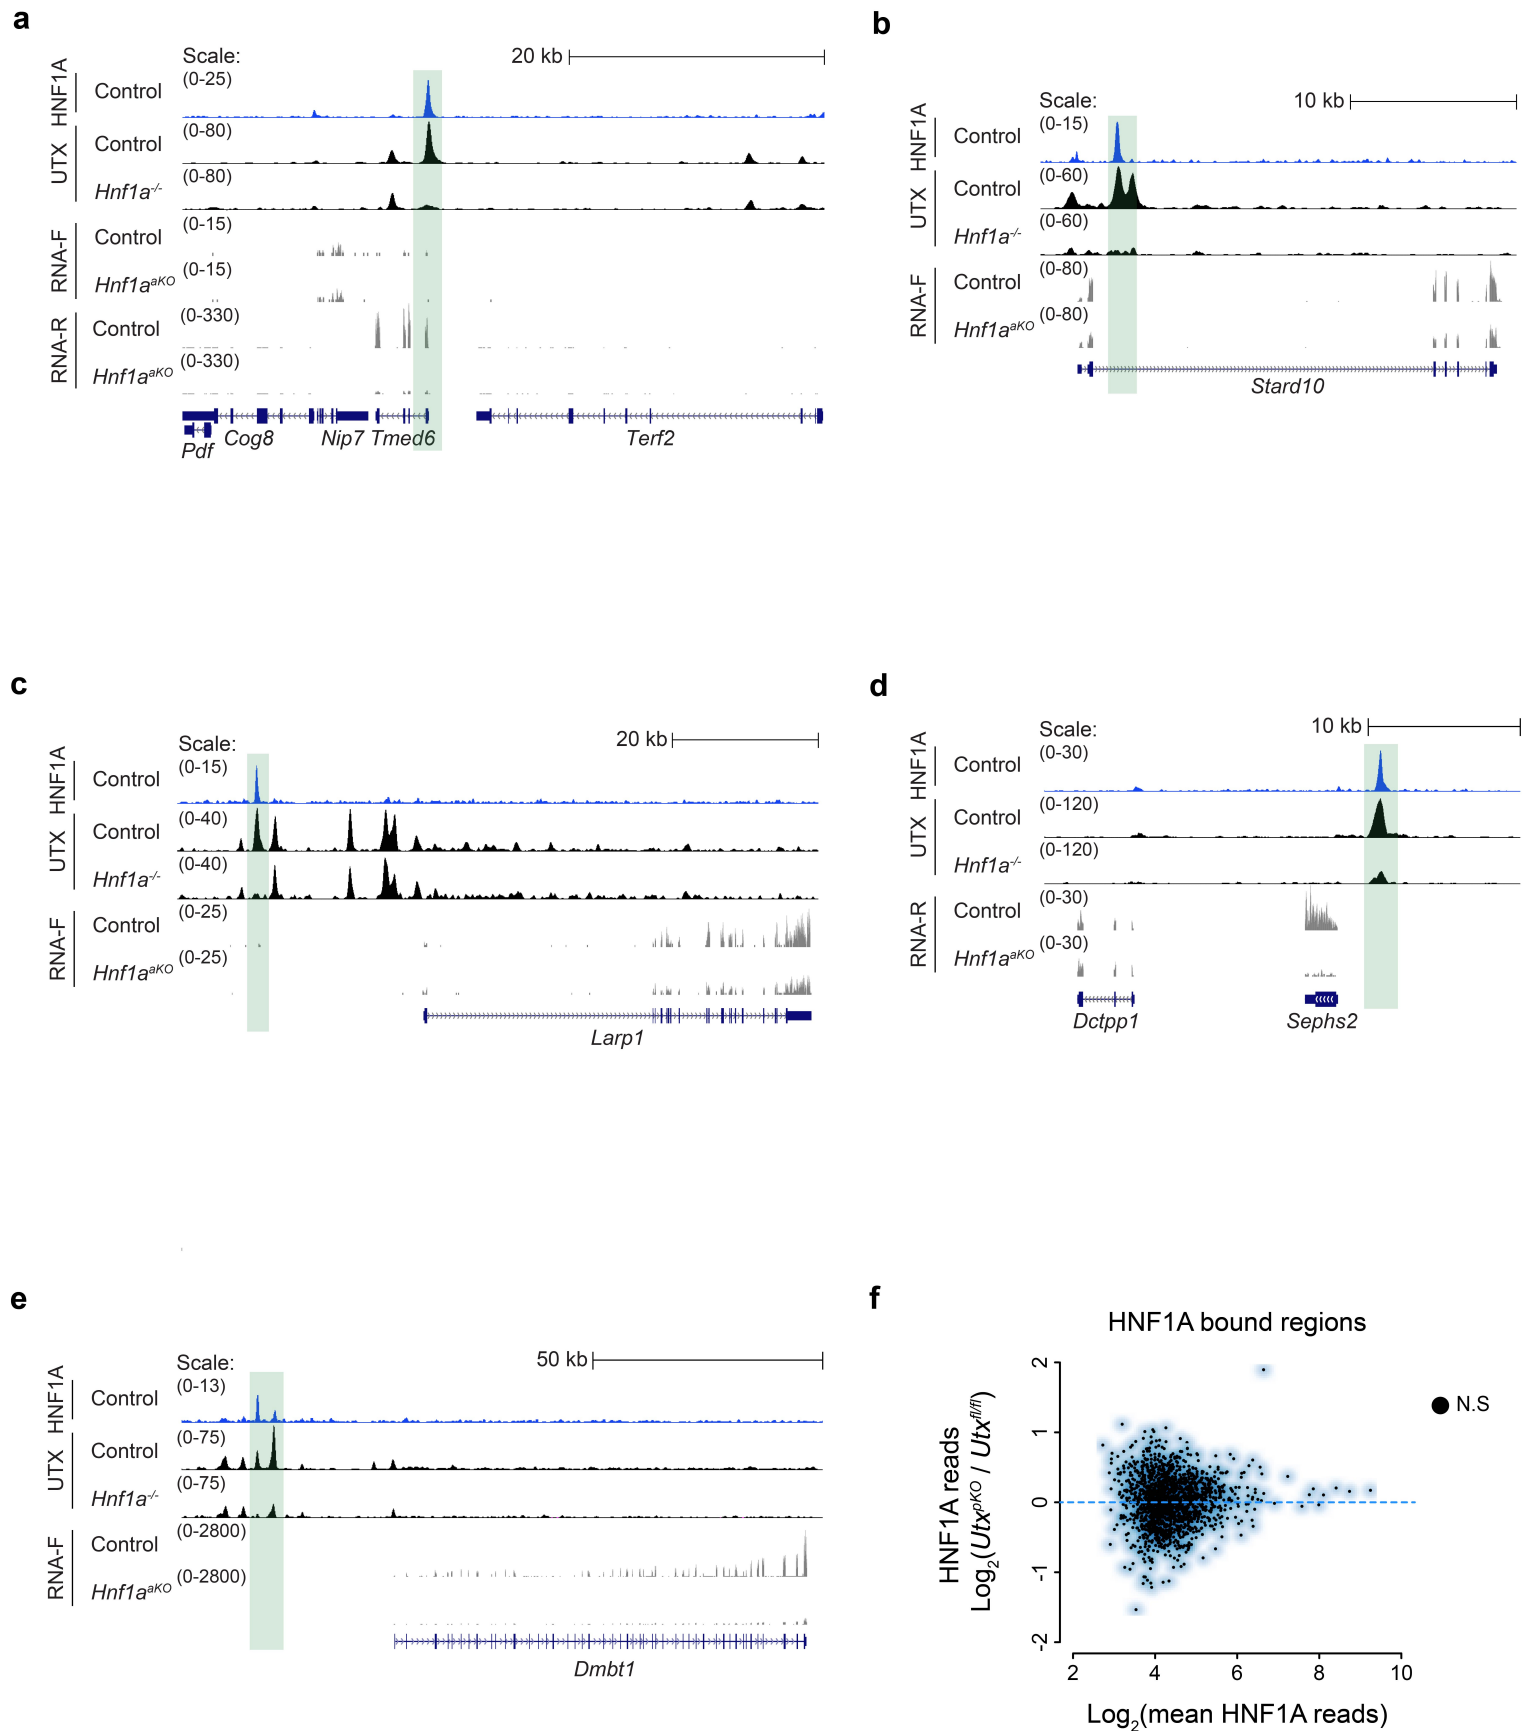 a
Scale:
20 kb
HNF1A
Control
(0-25)
UTX
Control
(0-80)
Hnf1a-/-
(0-80)
RNA-F
Control
(0-15)
Hnf1aaKO
(0-15)
RNA-R
Control
(0-330)
Hnf1aaKO
(0-330)
Pdf
Cog8
Nip7
Tmed6
Terf2
b
Scale:
10 kb
HNF1A
Control
(0-15)
UTX
Control
(0-60)
Hnf1a-/-
(0-60)
RNA-F
Control
(0-80)
Hnf1aaKO
(0-80)
Stard10
c
Scale:
20 kb
HNF1A
Control
(0-15)
UTX
Control
(0-40)
Hnf1a-/-
(0-40)
RNA-F
Control
(0-25)
Hnf1aaKO
(0-25)
Larp1
d
Scale:
10 kb
HNF1A
Control
(0-30)
UTX
Control
(0-120)
Hnf1a-/-
(0-120)
RNA-R
Control
(0-30)
Hnf1aaKO
(0-30)
Dctpp1
Sephs2
e
Scale:
50 kb
HNF1A
Control
(0-13)
UTX
Control
(0-75)
Hnf1a-/-
(0-75)
RNA-F
Control
(0-2800)
Hnf1aaKO
(0-2800)
Dmbt1
f
HNF1A bound regions
HNF1A reads
Log2(UtxpKO / Utxfl/fl)
2
1
0
-1
-2
N.S
2 4 6 8 10
Log2(mean HNF1A reads)